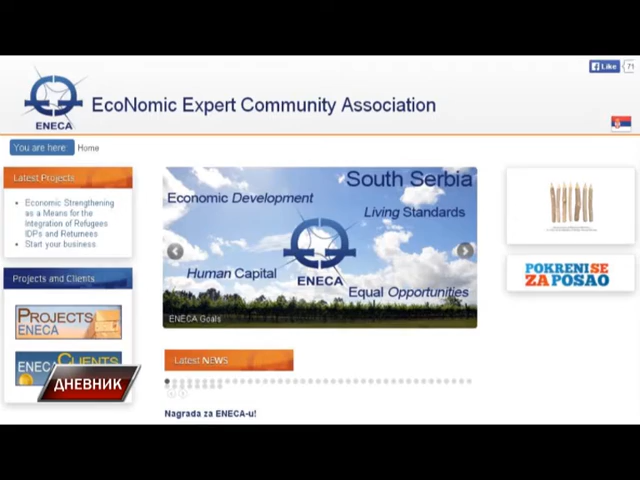 Like 71
EcoNomic Expert Community Association
ENECA
You are here: Home
Latest Projects
Economic Strengthening
as a Means for the
Integration of Refugees
IDPs and Returnees
Start your business
Projects and Clients
PROJECTS
ENECA
ENECA CLIENTS
ДНЕВНИК
South Serbia
Economic Development
Living Standards
Human Capital
ENECA
Equal Opportunities
ENECA Goals
Latest NEWS
Nagrada za ENECA-u!
POKRENI SE
ZA POSAO